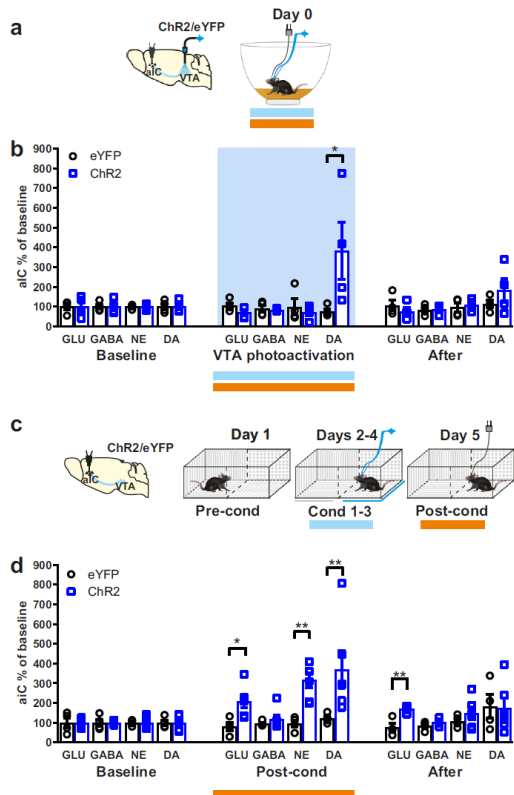 a
ChR2/eYFP
aIC
VTA
Day 0
b
900
800
700
600
500
400
300
200
100
0
aIC % of baseline
eYFP
ChR2
*
GLU GABA NE DA
Baseline
GLU GABA NE DA
VTA photoactivation
GLU GABA NE DA
After
c
ChR2/eYFP
aIC
VTA
Day 1
Pre-cond
Days 2-4
Cond 1-3
Day 5
Post-cond
d
900
800
700
600
500
400
300
200
100
0
aIC % of baseline
eYFP
ChR2
*
**
**
**
GLU GABA NE DA
Baseline
GLU GABA NE DA
Post-cond
GLU GABA NE DA
After